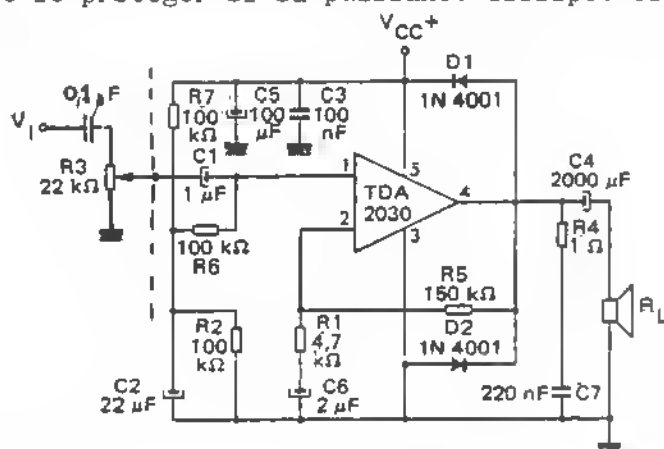 VCC+
D1
1N 4001
R7
100
kΩ
C5
100
µF
C3
100
nF
0,1 µF
VI
R3
22 kΩ
C1
1 µF
100 kΩ
R6
1
2
5
4
3
TDA
2030
C4
2000 µF
R4
1 Ω
R5
150 kΩ
D2
1N 4001
RL
R2
100
kΩ
R1
4,7
kΩ
C2
22 µF
C6
2 µF
220 nF
C7